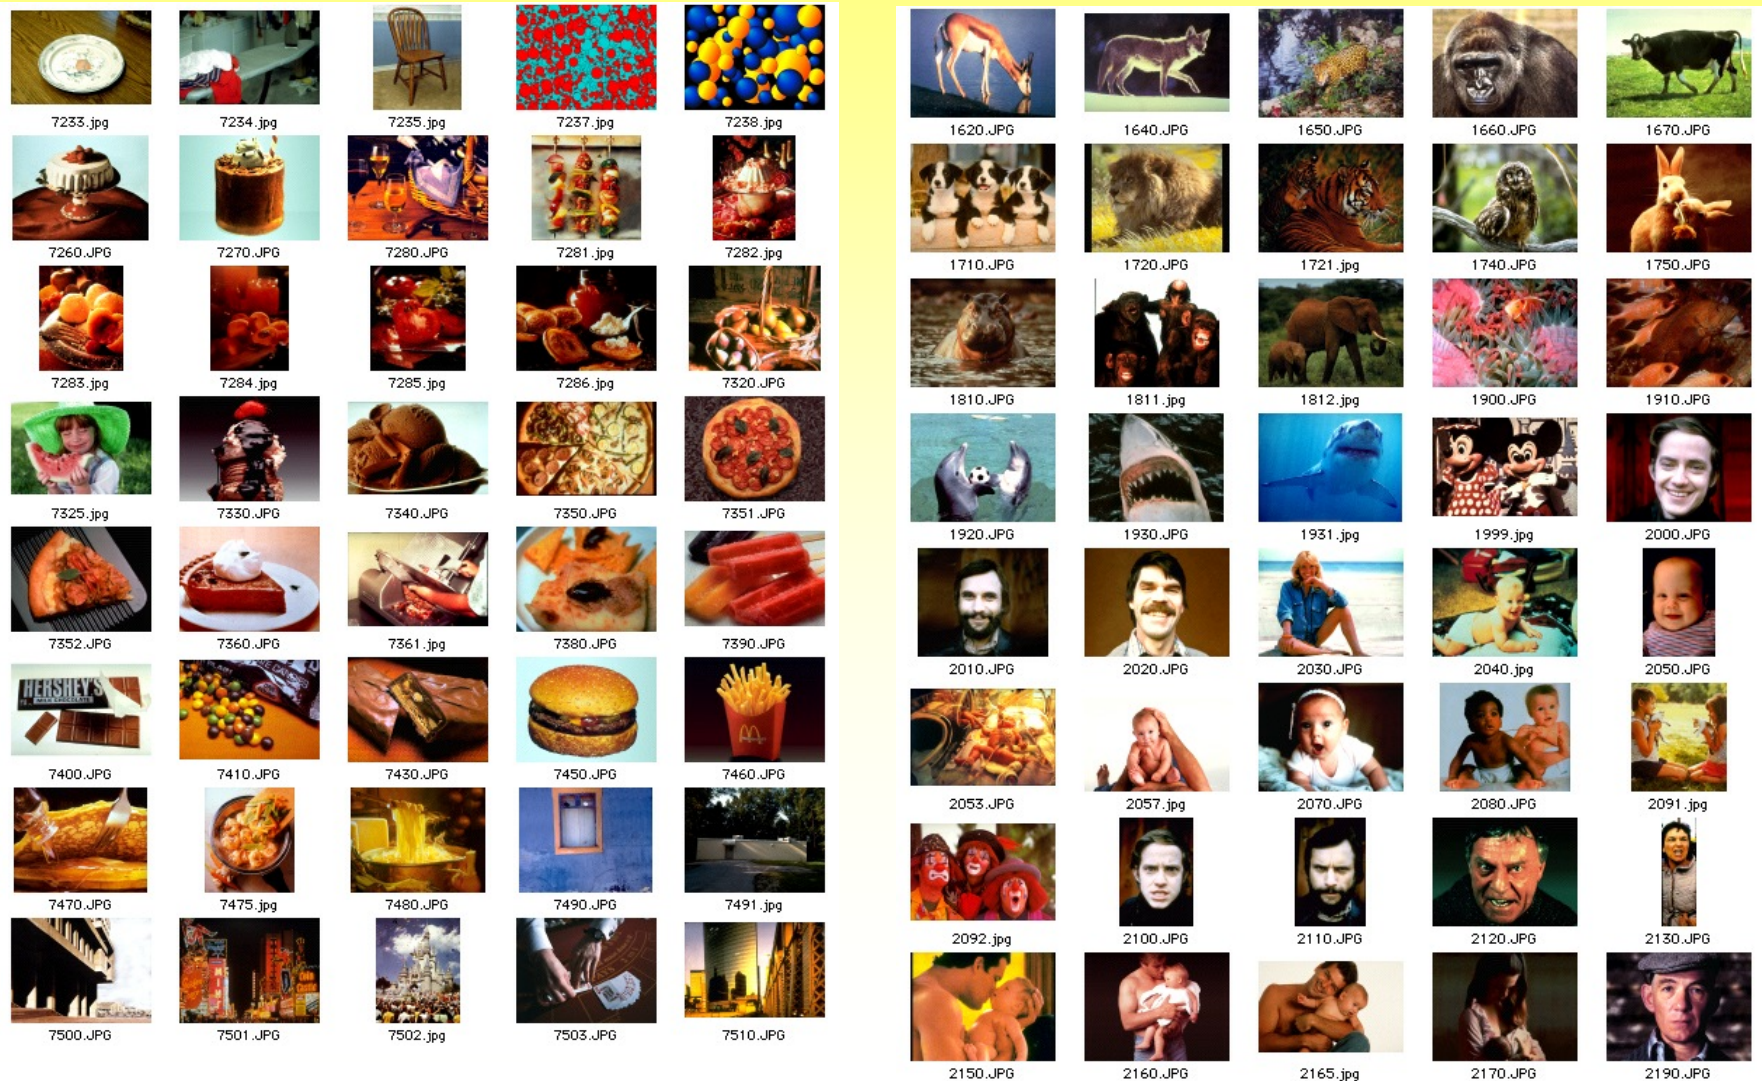 7233.jpg 7234.jpg 7235.jpg 7237.jpg 7238.jpg
7260.JPG 7270.JPG 7280.JPG 7281.jpg 7282.jpg
7283.jpg 7284.jpg 7285.jpg 7286.jpg 7320.JPG
7325.jpg 7330.JPG 7340.JPG 7350.JPG 7351.JPG
7352.JPG 7360.JPG 7361.jpg 7380.JPG 7390.JPG
HERSHEY'S
MILK CHOCOLATE
7400.JPG 7410.JPG 7430.JPG 7450.JPG 7460.JPG
7470.JPG 7475.jpg 7480.JPG 7490.JPG 7491.jpg
7500.JPG 7501.JPG 7502.jpg 7503.JPG 7510.JPG
1620.JPG 1640.JPG 1650.JPG 1660.JPG 1670.JPG
1710.JPG 1720.JPG 1721.jpg 1740.JPG 1750.JPG
1810.JPG 1811.jpg 1812.jpg 1900.JPG 1910.JPG
1920.JPG 1930.JPG 1931.jpg 1999.jpg 2000.JPG
2010.JPG 2020.JPG 2030.JPG 2040.jpg 2050.JPG
2053.JPG 2057.jpg 2070.JPG 2080.JPG 2091.jpg
2092.jpg 2100.JPG 2110.JPG 2120.JPG 2130.JPG
2150.JPG 2160.JPG 2165.jpg 2170.JPG 2190.JPG